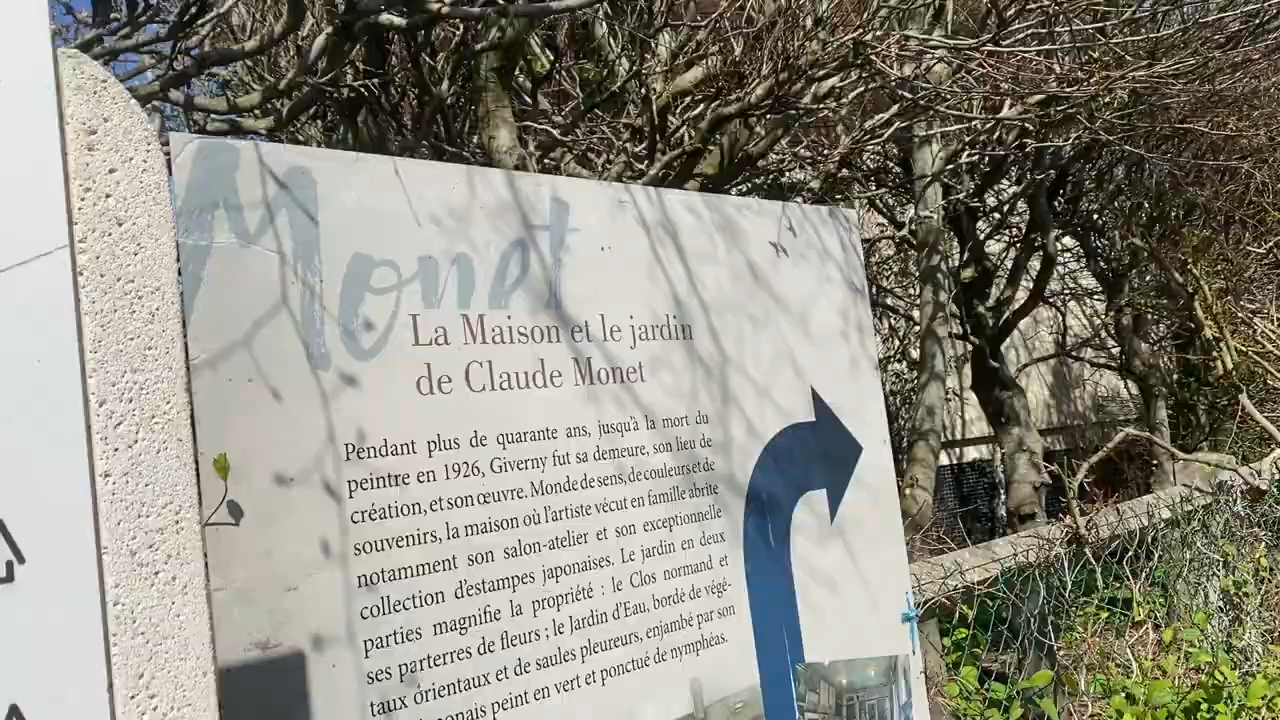 Monet
La Maison et le jardin
de Claude Monet
Pendant plus de quarante ans, jusqu'à la mort du
peintre en 1926, Giverny fut sa demeure, son lieu de
création, et son œuvre. Monde de sens, de couleurs et de
souvenirs, la maison où l'artiste vécut en famille abrite
notamment son salon-atelier et son exceptionnelle
collection d'estampes japonaises. Le jardin en deux
parties magnifie la propriété : le Clos normand et
ses parterres de fleurs ; le Jardin d'Eau, bordé de végé-
taux orientaux et de saules pleureurs, enjambé par son
peint en vert et ponctué de nymphéas.